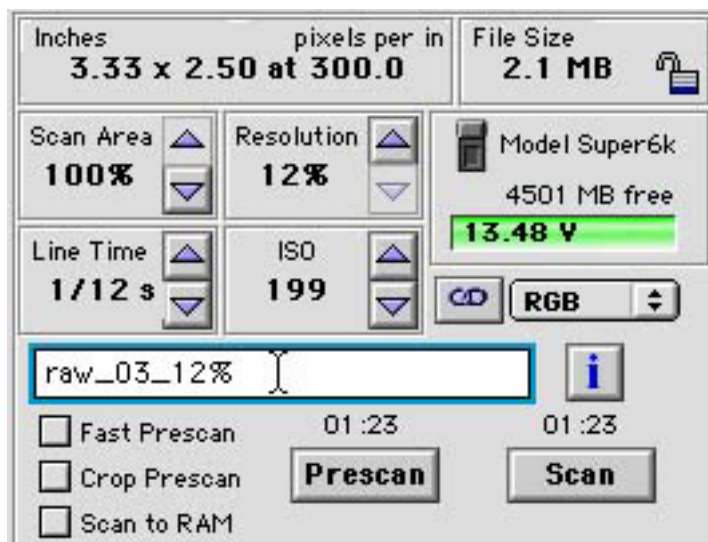 Inches pixels per in
3.33 x 2.50 at 300.0
File Size
2.1 MB
Scan Area
100%
Resolution
12%
Model Super6k
4501 MB free
13.48 V
Line Time
1/12 s
ISO
199
RGB
raw_03_12%
i
Fast Prescan
Crop Prescan
Scan to RAM
01:23
Prescan
01:23
Scan